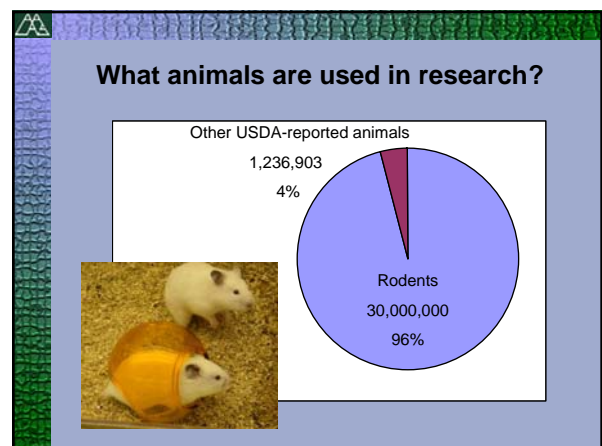 What animals are used in research?
Other USDA-reported animals
1,236,903
4%
Rodents
30,000,000
96%